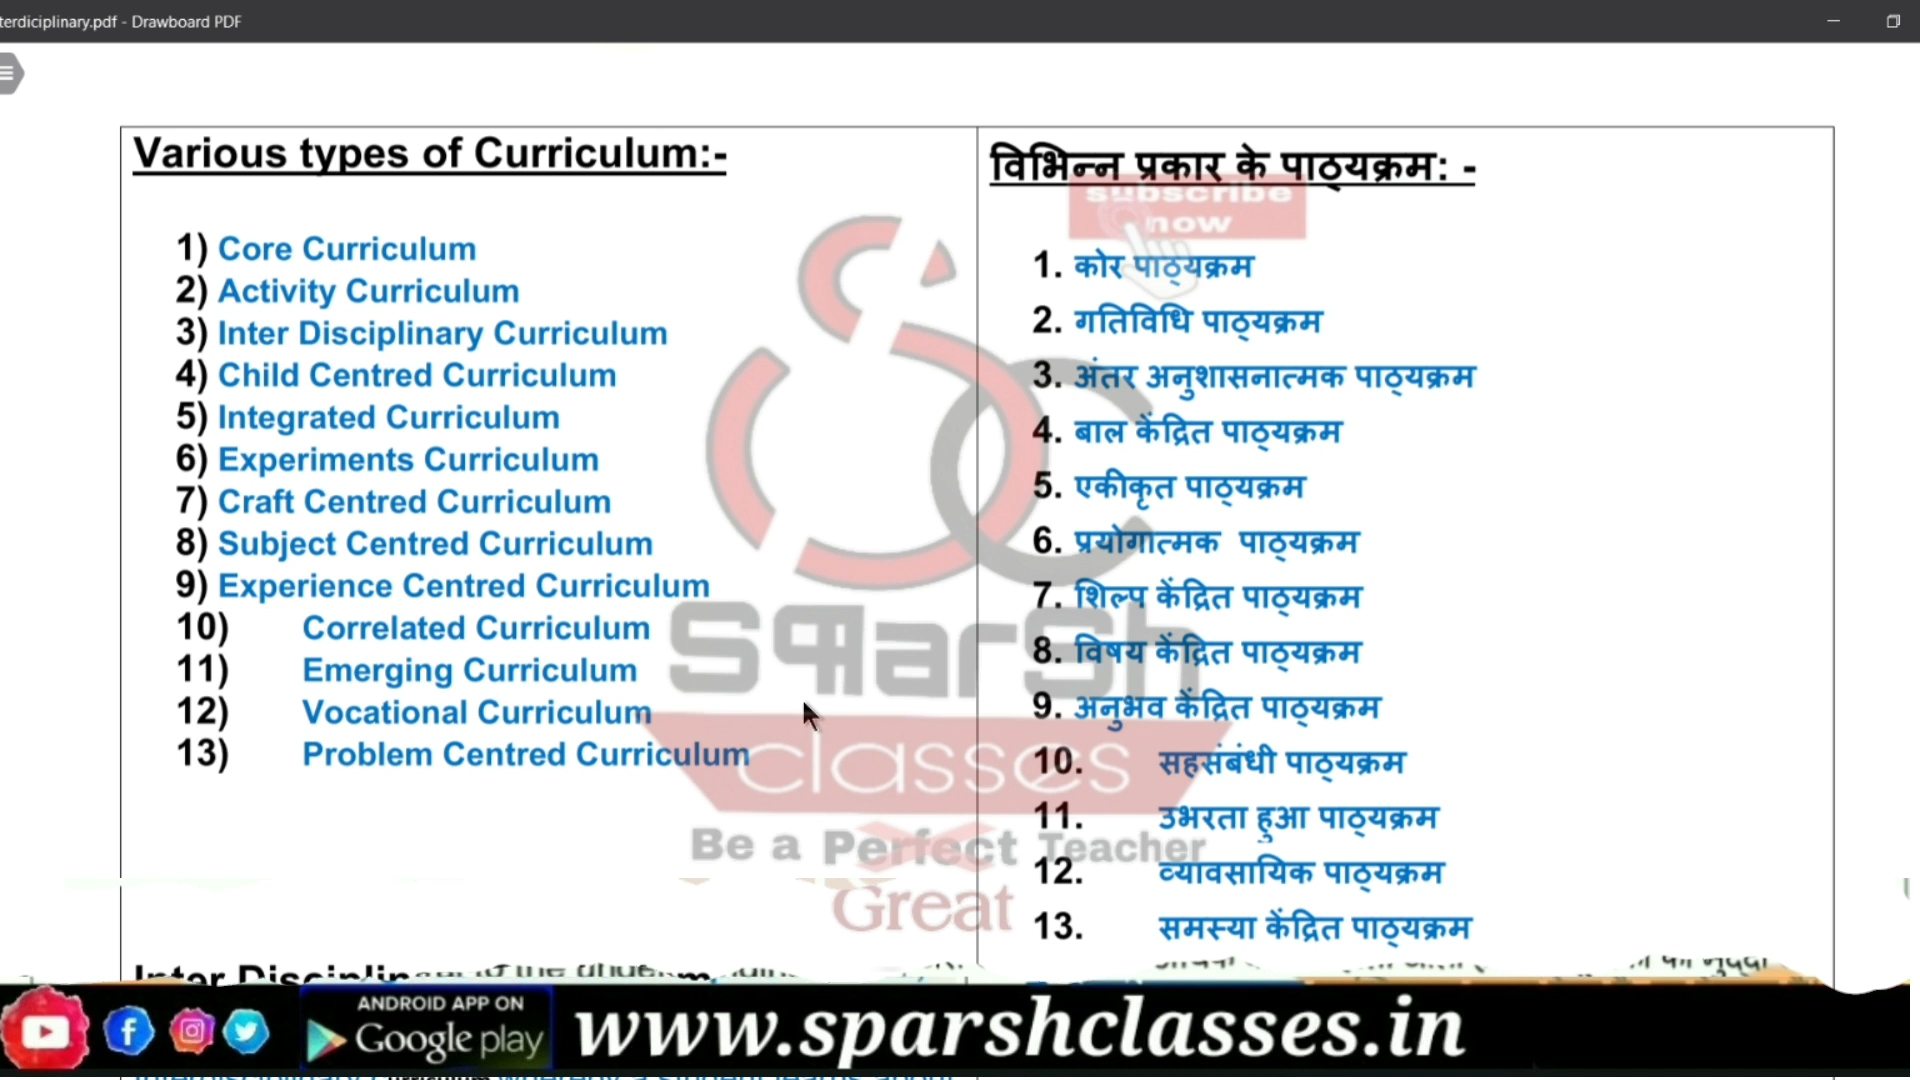 terdiciplinary.pdf - Drawboard PDF
Various types of Curriculum:-
1) Core Curriculum
2) Activity Curriculum
3) Inter Disciplinary Curriculum
4) Child Centred Curriculum
5) Integrated Curriculum
6) Experiments Curriculum
7) Craft Centred Curriculum
8) Subject Centred Curriculum
9) Experience Centred Curriculum
10) Correlated Curriculum
11) Emerging Curriculum
12) Vocational Curriculum
13) Problem Centred Curriculum
विभिन्न प्रकार के पाठ्यक्रम: -
subscribe
now
1. कोर पाठ्यक्रम
2. गतिविधि पाठ्यक्रम
3. अंतर अनुशासनात्मक पाठ्यक्रम
4. बाल केंद्रित पाठ्यक्रम
5. एकीकृत पाठ्यक्रम
6. प्रयोगात्मक पाठ्यक्रम
7. शिल्प केंद्रित पाठ्यक्रम
8. विषय केंद्रित पाठ्यक्रम
9. अनुभव केंद्रित पाठ्यक्रम
10. सहसंबंधी पाठ्यक्रम
11. उभरता हुआ पाठ्यक्रम
12. व्यावसायिक पाठ्यक्रम
13. समस्या केंद्रित पाठ्यक्रम
Sparsh
classes
Be a Perfect Teacher
Great
Inter
ANDROID APP ON
Google play
www.sparshclasses.in